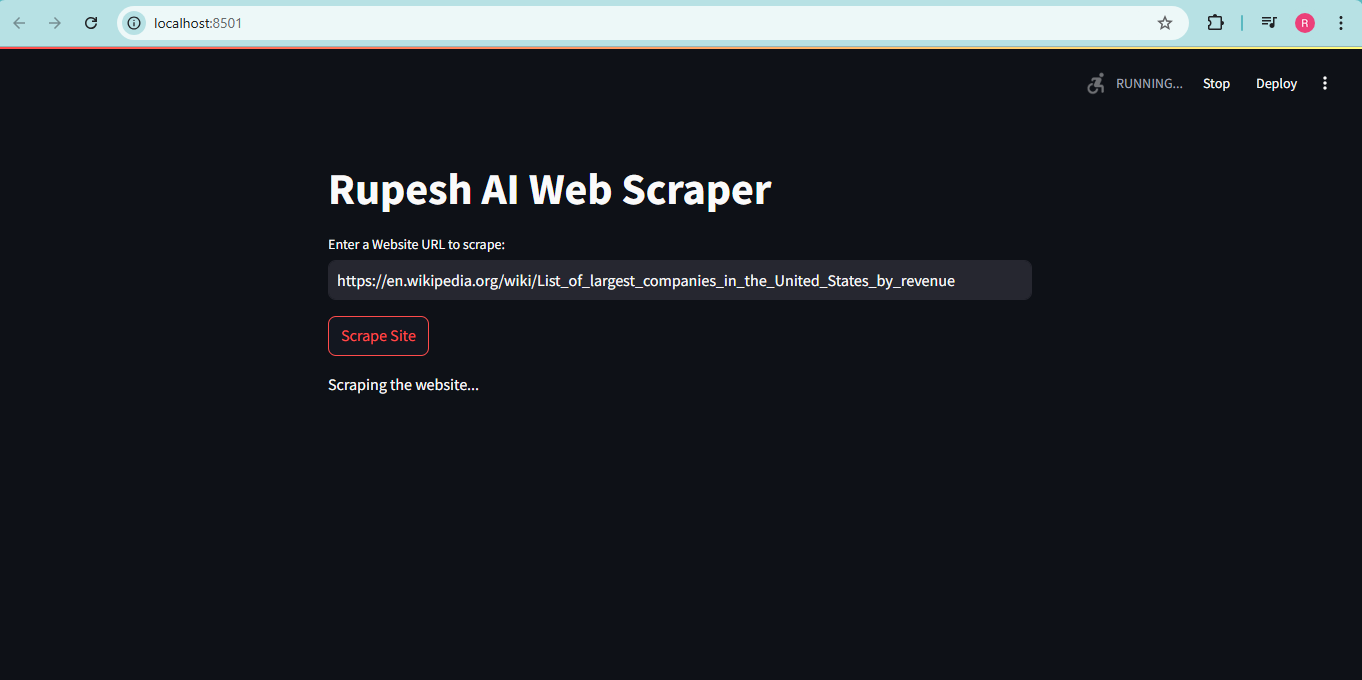 localhost:8501
R
RUNNING... Stop Deploy
Rupesh AI Web Scraper
Enter a Website URL to scrape:
https://en.wikipedia.org/wiki/List_of_largest_companies_in_the_United_States_by_revenue
Scrape Site
Scraping the website...